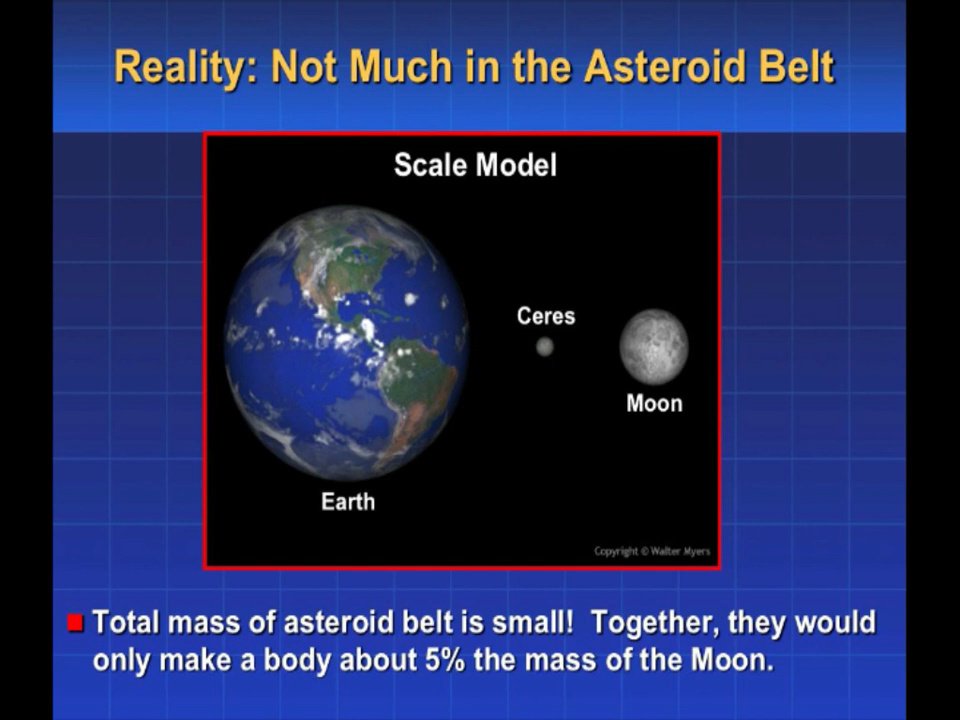 Reality: Not Much in the Asteroid Belt
Scale Model
Ceres
Moon
Earth
Copyright © Walter Myers
Total mass of asteroid belt is small! Together, they would
only make a body about 5% the mass of the Moon.